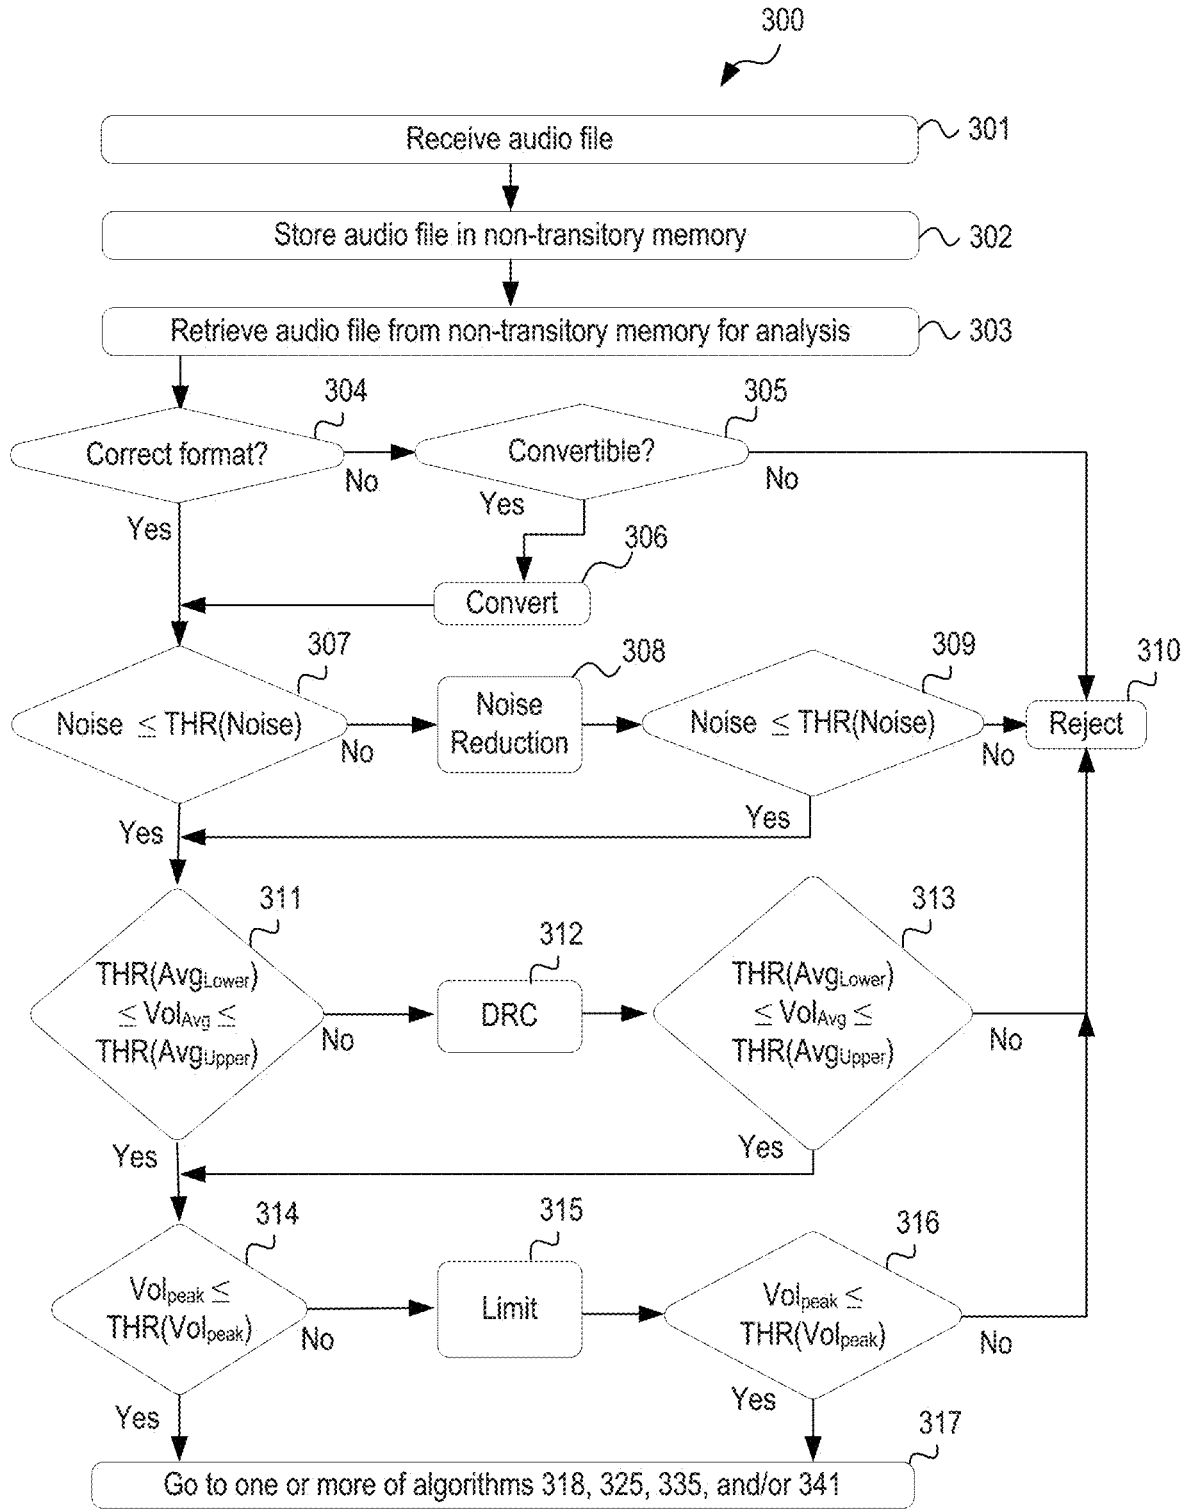 300
Receive audio file
301
Store audio file in non-transitory memory
302
Retrieve audio file from non-transitory memory for analysis
303
304
305
Correct format?
Convertible?
No
No
Yes
Yes
306
Convert
307
308
309
310
Noise ≤ THR(Noise)
Noise
Reduction
Noise ≤ THR(Noise)
Reject
No
No
Yes
Yes
311
312
313
THR(AvgLower)
≤ VolAvg ≤
THR(AvgUpper)
DRC
THR(AvgLower)
≤ VolAvg ≤
THR(AvgUpper)
No
No
Yes
Yes
314
315
316
Volpeak ≤
THR(Volpeak)
Limit
Volpeak ≤
THR(Volpeak)
No
No
Yes
Yes
317
Go to one or more of algorithms 318, 325, 335, and/or 341